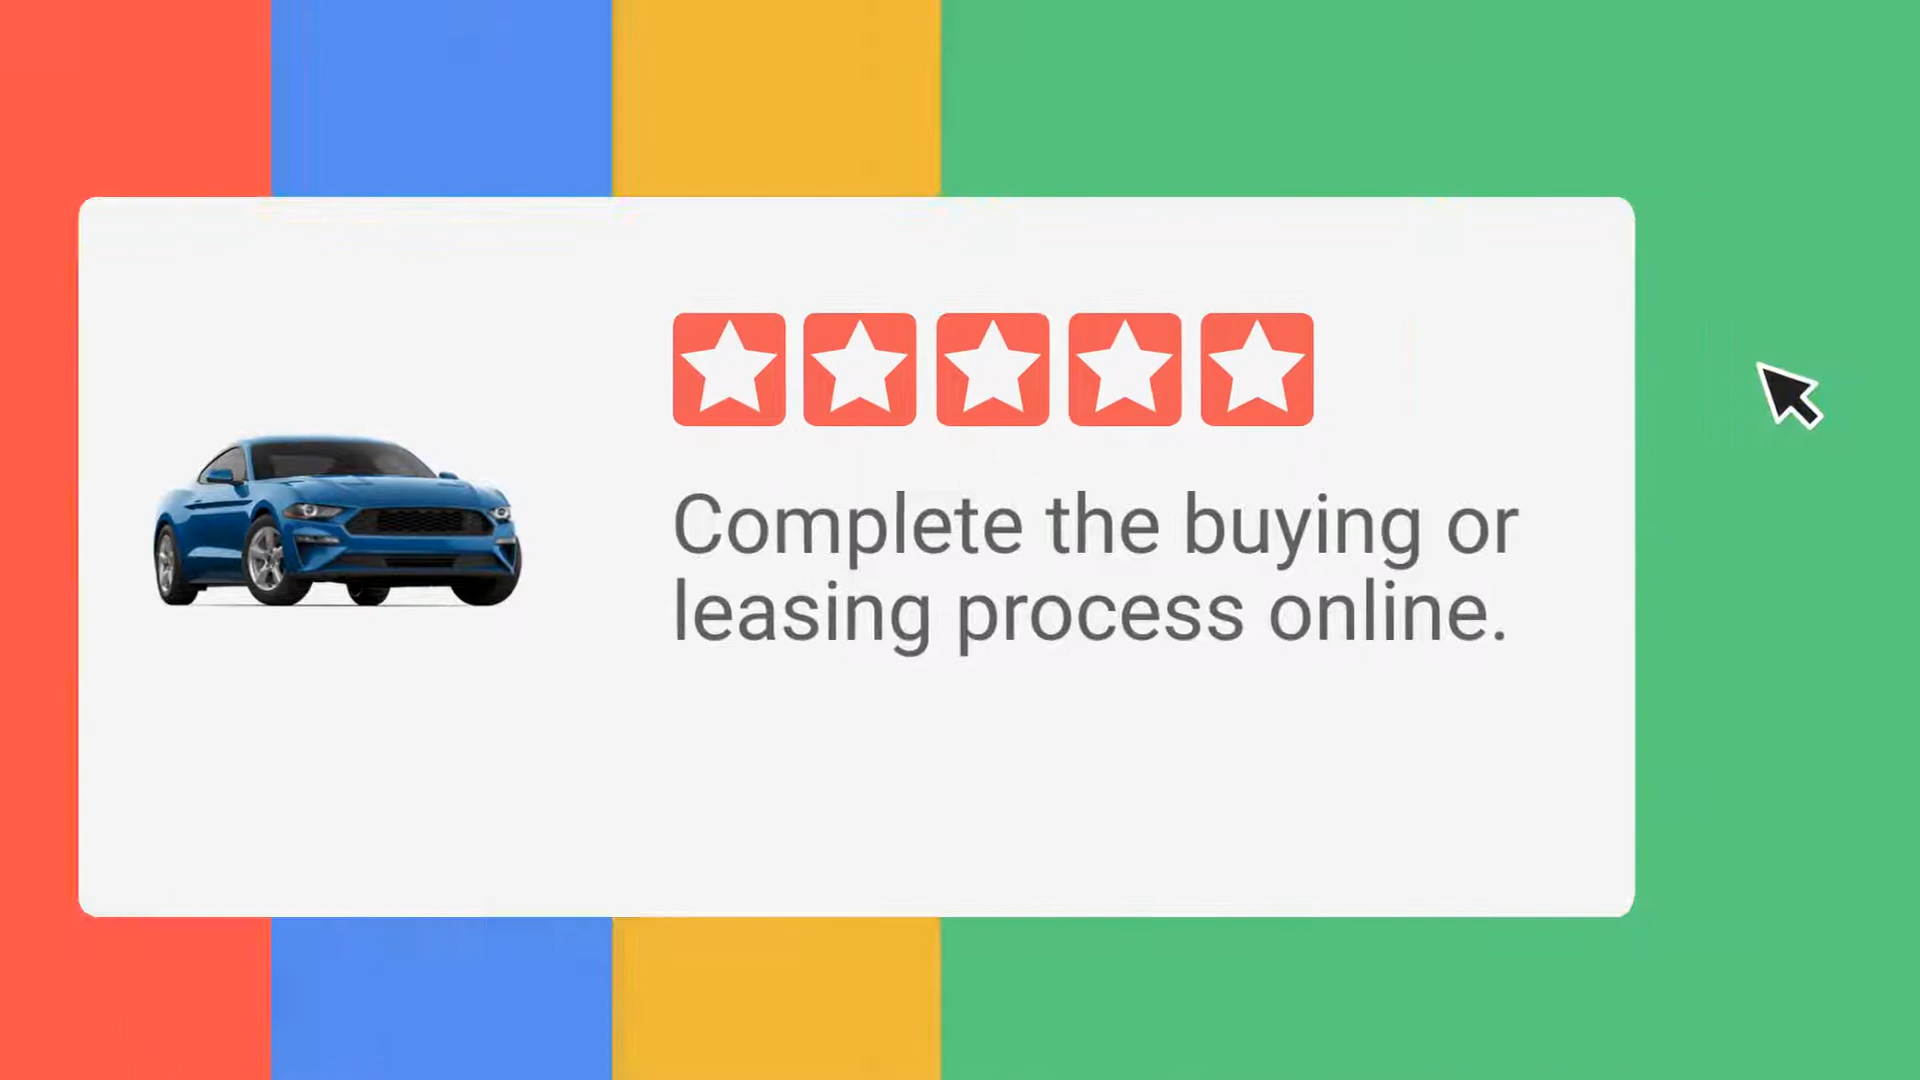 Complete the buying or
leasing process online.